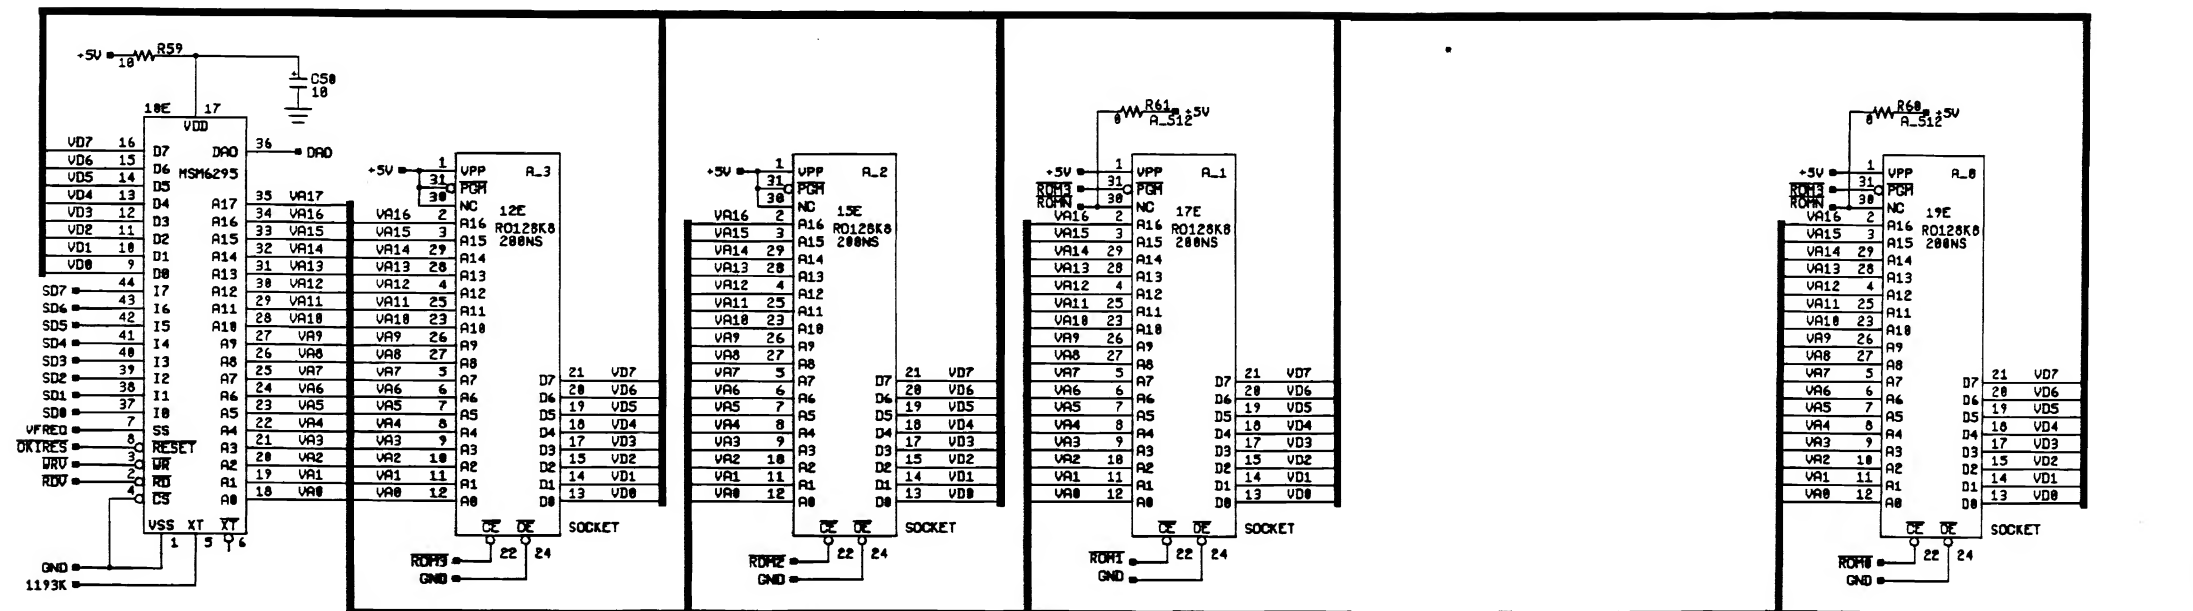 +5V 10 R59
C50
10
10E 17
VDD
VD7 16 D7 DAO 36 DAO
VD6 15 D6 MSM6295
VD5 14 D5
VD4 13 D4 A17 35 VA17
VD3 12 D3 A16 34 VA16
VD2 11 D2 A15 33 VA15
VD1 10 D1 A14 32 VA14
VD0 9 D0 A13 31 VA13
SD7 44 I7 A12 30 VA12
SD6 43 I6 A11 29 VA11
SD5 42 I5 A10 28 VA10
SD4 41 I4 A9 27 VA9
SD3 40 I3 A8 26 VA8
SD2 39 I2 A7 25 VA7
SD1 38 I1 A6 24 VA6
SD0 37 I0 A5 23 VA5
VFREQ 7 SS A4 22 VA4
OKIRES 8 RESET A3 21 VA3
WRV 3 WR A2 20 VA2
RDV 2 RD A1 19 VA1
4 CS A0 18 VA0
VSS XT XT
1 5 6
GND
1193K
+5V 1 VPP A_3
31 PGM
30 NC
12E
RO128K8
200NS
VA16 2 A16
VA15 3 A15
VA14 29 A14
VA13 28 A13
VA12 4 A12
VA11 25 A11
VA10 23 A10
VA9 26 A9
VA8 27 A8
VA7 5 A7 D7 21 VD7
VA6 6 A6 D6 20 VD6
VA5 7 A5 D5 19 VD5
VA4 8 A4 D4 18 VD4
VA3 9 A3 D3 17 VD3
VA2 10 A2 D2 15 VD2
VA1 11 A1 D1 14 VD1
VA0 12 A0 D0 13 VD0
CE OE SOCKET
ROM3 22 24
GND
+5V 1 VPP A_2
31 PGM
30 NC
15E
RO128K8
200NS
VA16 2 A16
VA15 3 A15
VA14 29 A14
VA13 28 A13
VA12 4 A12
VA11 25 A11
VA10 23 A10
VA9 26 A9
VA8 27 A8
VA7 5 A7 D7 21 VD7
VA6 6 A6 D6 20 VD6
VA5 7 A5 D5 19 VD5
VA4 8 A4 D4 18 VD4
VA3 9 A3 D3 17 VD3
VA2 10 A2 D2 15 VD2
VA1 11 A1 D1 14 VD1
VA0 12 A0 D0 13 VD0
CE OE SOCKET
ROM2 22 24
GND
R61
0 A_512 +5V
+5V 1 VPP A_1
ROM3 31 PGM
ROMN 30 NC
17E
RO128K8
200NS
VA16 2 A16
VA15 3 A15
VA14 29 A14
VA13 28 A13
VA12 4 A12
VA11 25 A11
VA10 23 A10
VA9 26 A9
VA8 27 A8
VA7 5 A7 D7 21 VD7
VA6 6 A6 D6 20 VD6
VA5 7 A5 D5 19 VD5
VA4 8 A4 D4 18 VD4
VA3 9 A3 D3 17 VD3
VA2 10 A2 D2 15 VD2
VA1 11 A1 D1 14 VD1
VA0 12 A0 D0 13 VD0
CE OE SOCKET
ROM1 22 24
GND
R60
0 A_512 +5V
+5V 1 VPP A_0
ROM3 31 PGM
ROMN 30 NC
19E
RO128K8
200NS
VA16 2 A16
VA15 3 A15
VA14 29 A14
VA13 28 A13
VA12 4 A12
VA11 25 A11
VA10 23 A10
VA9 26 A9
VA8 27 A8
VA7 5 A7 D7 21 VD7
VA6 6 A6 D6 20 VD6
VA5 7 A5 D5 19 VD5
VA4 8 A4 D4 18 VD4
VA3 9 A3 D3 17 VD3
VA2 10 A2 D2 15 VD2
VA1 11 A1 D1 14 VD1
VA0 12 A0 D0 13 VD0
CE OE SOCKET
ROM0 22 24
GND